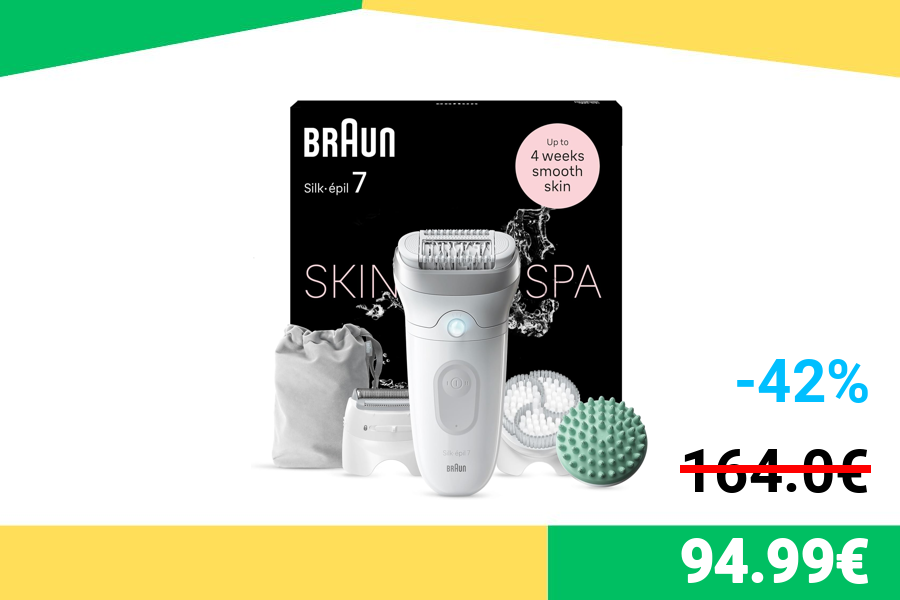 BRAUN
Silk·épil 7
Up to
4 weeks
smooth
skin
SKIN SPA
Silk·épil 7
BRAUN
-42%
164.0€
94.99€